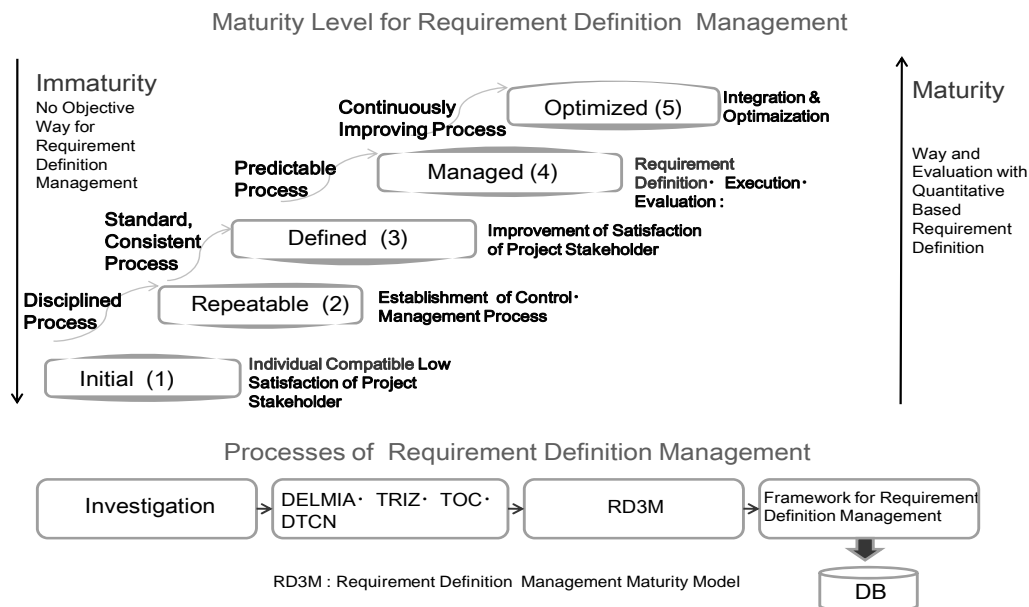 Maturity Level for Requirement Definition Management
Immaturity
No Objective
Way for
Requirement
Definition
Management
Continuously
Improving Process
Optimized (5)
Integration &
Optimaization
Maturity
Way and
Evaluation with
Quantitative
Based
Requirement
Definition
Predictable
Process
Managed (4)
Requirement
Definition· Execution·
Evaluation :
Standard,
Consistent
Process
Defined (3)
Improvement of Satisfaction
of Project Stakeholder
Disciplined
Process
Repeatable (2)
Establishment of Control·
Management Process
Initial (1)
Individual Compatible Low
Satisfaction of Project
Stakeholder
Processes of Requirement Definition Management
Investigation
DELMIA· TRIZ· TOC·
DTCN
RD3M
Framework for Requirement
Definition Management
RD3M : Requirement Definition Management Maturity Model
DB